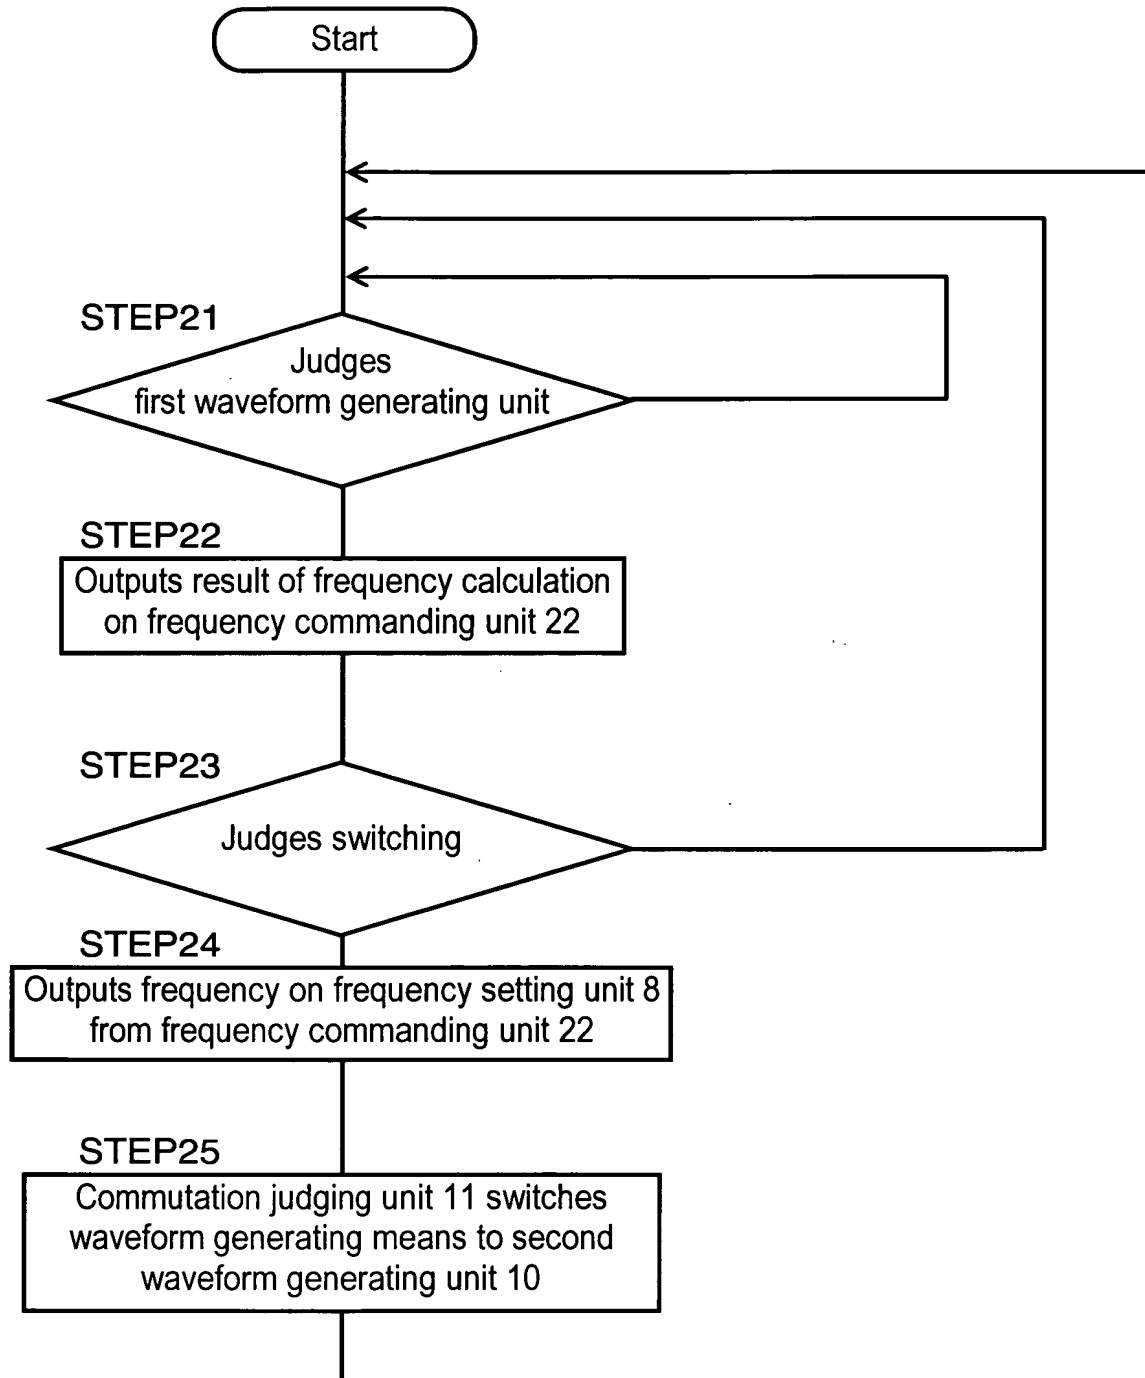 Start
STEP21
Judges
first waveform generating unit
STEP22
Outputs result of frequency calculation
on frequency commanding unit 22
STEP23
Judges switching
STEP24
Outputs frequency on frequency setting unit 8
from frequency commanding unit 22
STEP25
Commutation judging unit 11 switches
waveform generating means to second
waveform generating unit 10